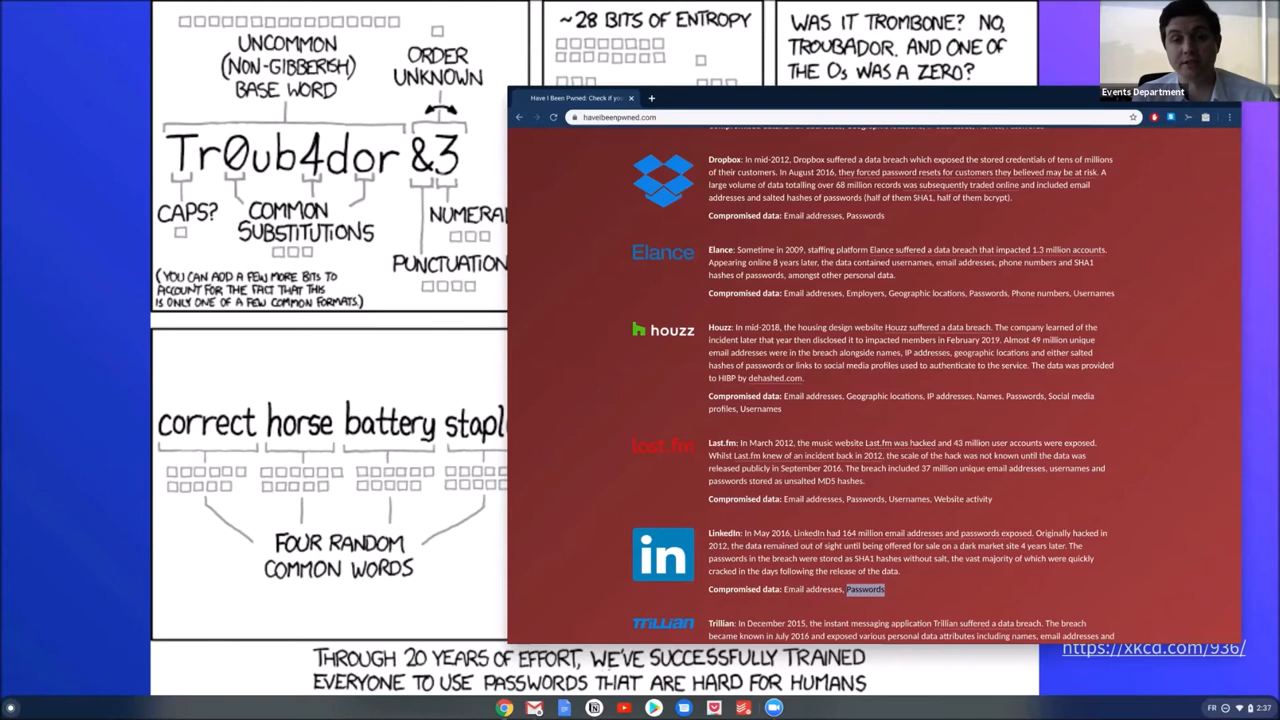 UNCOMMON
(NON-GIBBERISH)
BASE WORD
ORDER
UNKNOWN
Tr0ub4dor &3
CAPS?
COMMON
SUBSTITUTIONS
NUMERAL
PUNCTUATION
(YOU CAN ADD A FEW MORE BITS TO
ACCOUNT FOR THE FACT THAT THIS
IS ONLY ONE OF A FEW COMMON FORMATS.)
~28 BITS OF ENTROPY
WAS IT TROMBONE? NO,
TROUBADOR. AND ONE OF
THE Os WAS A ZERO?
Events Department
Have I Been Pwned: Check if yo
haveibeenpwned.com
Dropbox: In mid-2012, Dropbox suffered a data breach which exposed the stored credentials of tens of millions
of their customers. In August 2016, they forced password resets for customers they believed may be at risk. A
large volume of data totalling over 68 million records was subsequently traded online and included email
addresses and salted hashes of passwords (half of them SHA1, half of them bcrypt).
Compromised data: Email addresses, Passwords
Elance
Elance: Sometime in 2009, staffing platform Elance suffered a data breach that impacted 1.3 million accounts.
Appearing online 8 years later, the data contained usernames, email addresses, phone numbers and SHA1
hashes of passwords, amongst other personal data.
Compromised data: Email addresses, Employers, Geographic locations, Passwords, Phone numbers, Usernames
houzz
Houzz: In mid-2018, the housing design website Houzz suffered a data breach. The company learned of the
incident later that year then disclosed it to impacted members in February 2019. Almost 49 million unique
email addresses were in the breach alongside names, IP addresses, geographic locations and either salted
hashes of passwords or links to social media profiles used to authenticate to the service. The data was provided
to HIBP by dehashed.com.
Compromised data: Email addresses, Geographic locations, IP addresses, Names, Passwords, Social media
profiles, Usernames
last.fm
Last.fm: In March 2012, the music website Last.fm was hacked and 43 million user accounts were exposed.
Whilst Last.fm knew of an incident back in 2012, the scale of the hack was not known until the data was
released publicly in September 2016. The breach included 37 million unique email addresses, usernames and
passwords stored as unsalted MD5 hashes.
Compromised data: Email addresses, Passwords, Usernames, Website activity
in
LinkedIn: In May 2016, LinkedIn had 164 million email addresses and passwords exposed. Originally hacked in
2012, the data remained out of sight until being offered for sale on a dark market site 4 years later. The
passwords in the breach were stored as SHA1 hashes without salt, the vast majority of which were quickly
cracked in the days following the release of the data.
Compromised data: Email addresses, Passwords
TRILLIAN
Trillian: In December 2015, the instant messaging application Trillian suffered a data breach. The breach
became known in July 2016 and exposed various personal data attributes including names, email addresses and
correct horse battery stapl
FOUR RANDOM
COMMON WORDS
THROUGH 20 YEARS OF EFFORT, WE'VE SUCCESSFULLY TRAINED
EVERYONE TO USE PASSWORDS THAT ARE HARD FOR HUMANS
https://xkcd.com/936/
FR
2:37